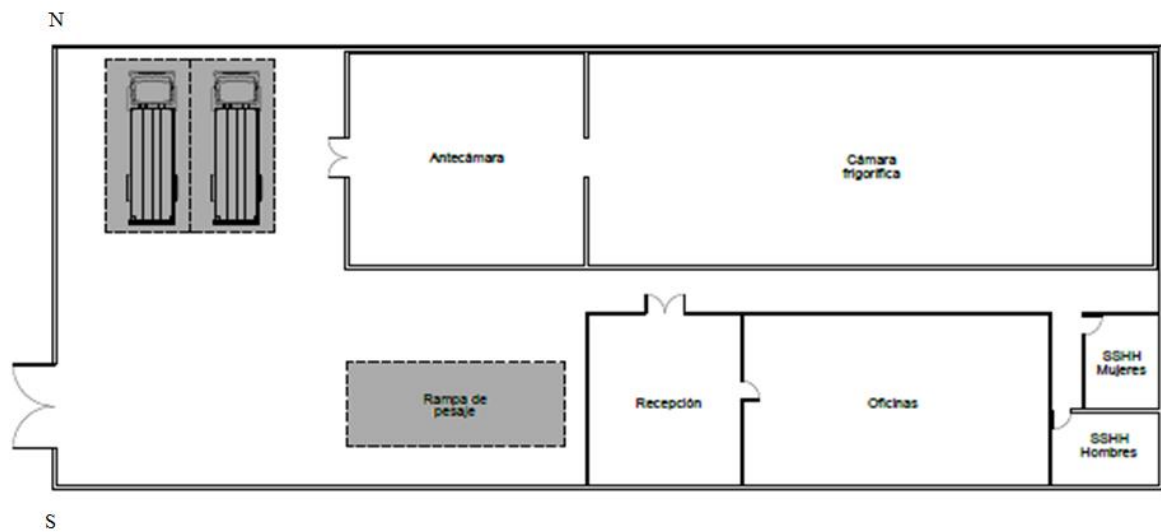 N
Antecámara
Cámara
frigorífica
Rampa de
pesaje
Recepción
Oficinas
SSHH
Mujeres
SSHH
Hombres
S